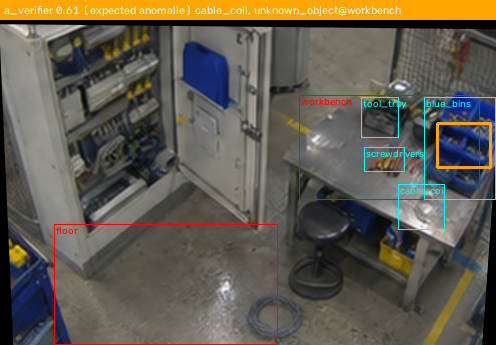 a_verifier 0.61 (expected anomalie) cable_coil, unknown_object@workbench
workbench
tool_tray
blue_bins
screwdrivers
cable_coil
floor